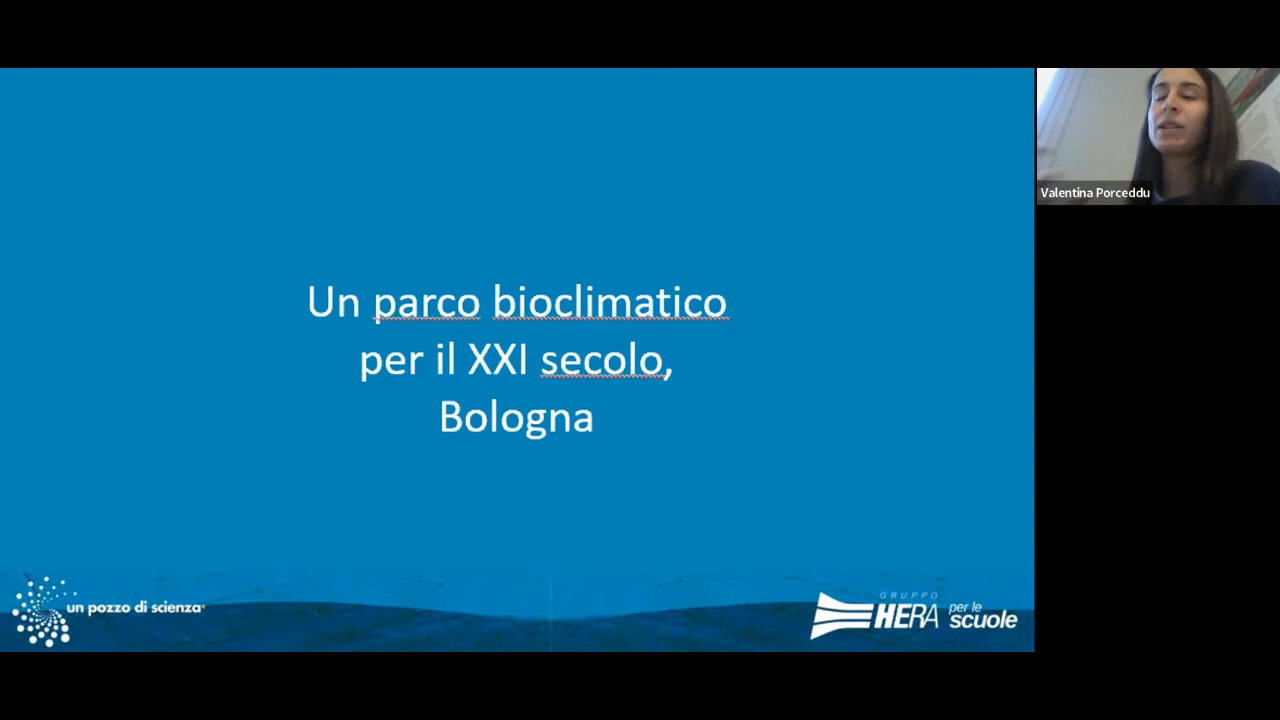 Valentina Porceddu
Un parco bioclimatico
per il XXI secolo,
Bologna
un pozzo di scienza
GRUPPO
HERA
per le
scuole